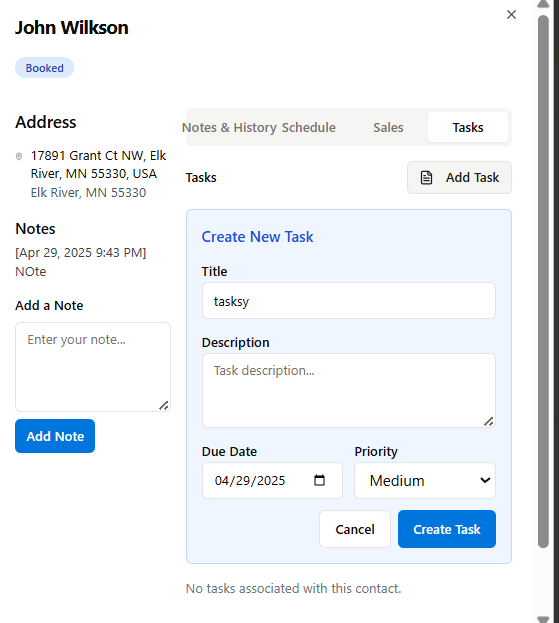 John Wilkson
Booked
Address
17891 Grant Ct NW, Elk
River, MN 55330, USA
Elk River, MN 55330
Notes
[Apr 29, 2025 9:43 PM]
NOte
Add a Note
Enter your note...
Add Note
Notes & History Schedule Sales Tasks
Tasks
Add Task
Create New Task
Title
tasksy
Description
Task description...
Due Date Priority
04/29/2025 Medium
Cancel Create Task
No tasks associated with this contact.